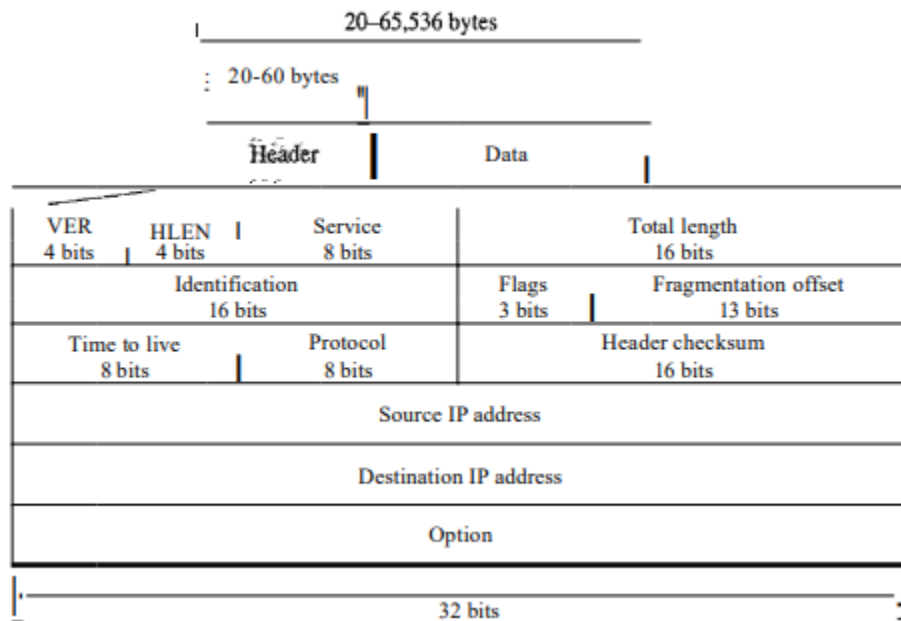 20–65,536 bytes
20-60 bytes
Header Data
VER HLEN Service Total length
4 bits 4 bits 8 bits 16 bits
Identification Flags Fragmentation offset
16 bits 3 bits 13 bits
Time to live Protocol Header checksum
8 bits 8 bits 16 bits
Source IP address
Destination IP address
Option
32 bits